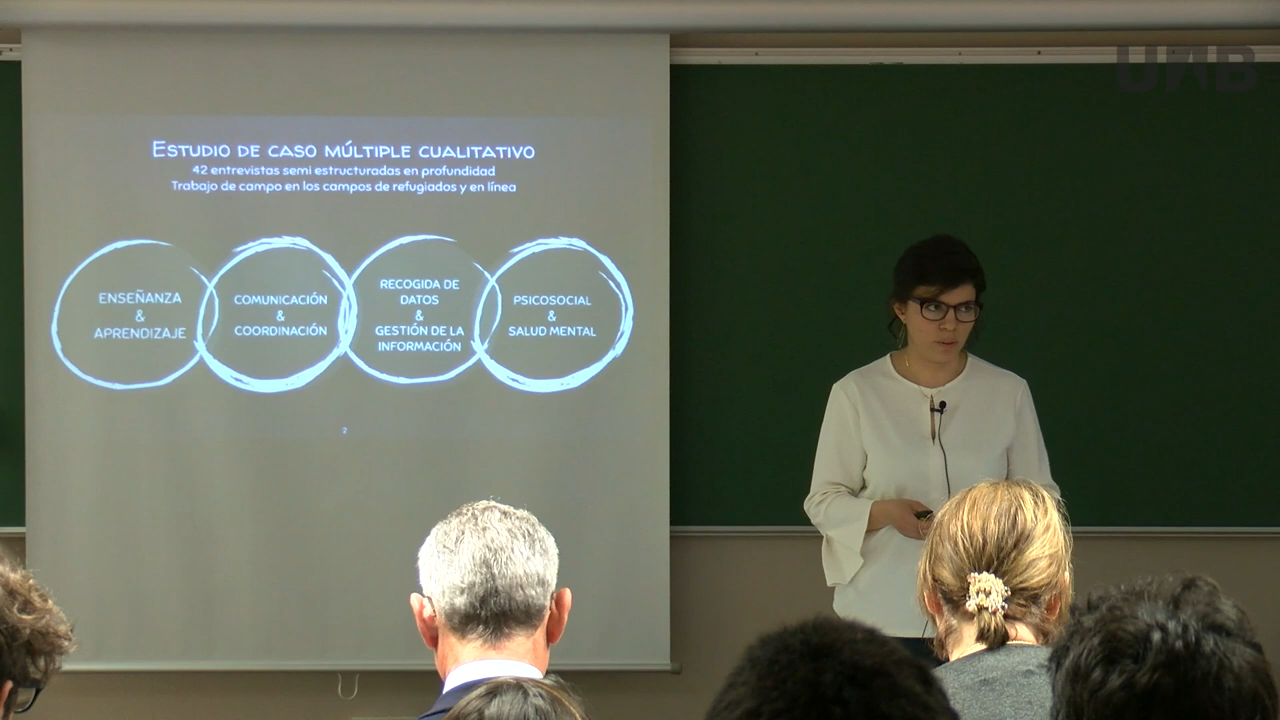 UAB
ESTUDIO DE CASO MÚLTIPLE CUALITATIVO
42 entrevistas semi estructuradas en profundidad
Trabajo de campo en los campos de refugiados y en línea
ENSEÑANZA
&
APRENDIZAJE
COMUNICACIÓN
&
COORDINACIÓN
RECOGIDA DE
DATOS
&
GESTIÓN DE LA
INFORMACIÓN
PSICOSOCIAL
&
SALUD MENTAL
2